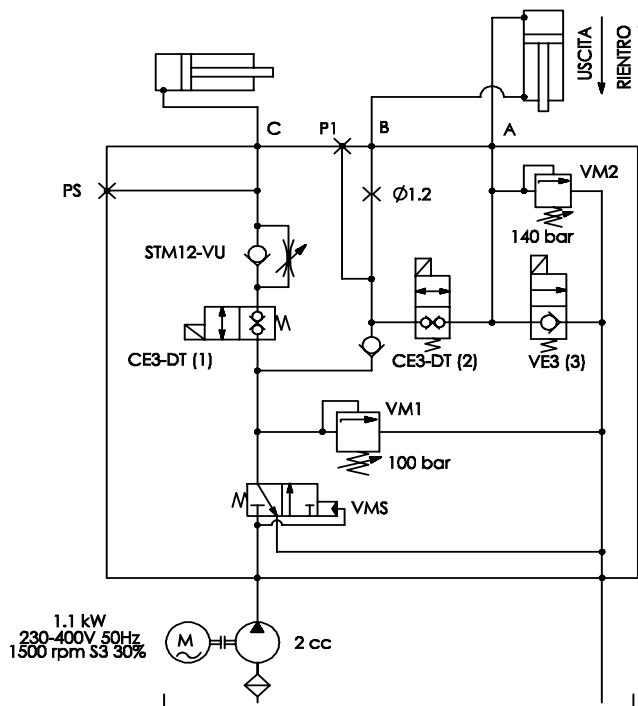 USCITA
RIENTRO
C
P1
B
A
PS
Ø1.2
VM2
140 bar
STM12-VU
CE3-DT (1)
CE3-DT (2)
VE3 (3)
VM1
100 bar
VMS
1.1 kW
230-400V 50Hz
1500 rpm S3 30%
M
2 cc